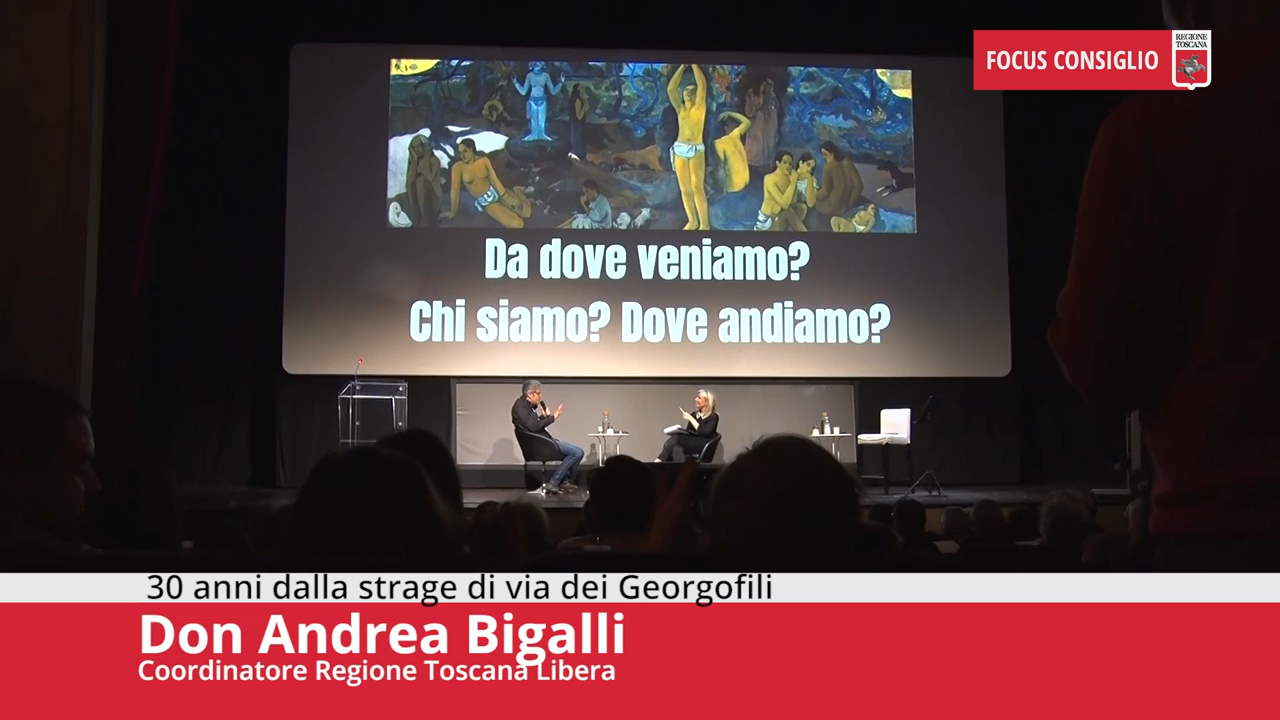 FOCUS CONSIGLIO
REGIONE
TOSCANA
Da dove veniamo?
Chi siamo? Dove andiamo?
30 anni dalla strage di via dei Georgofili
Don Andrea Bigalli
Coordinatore Regione Toscana Libera